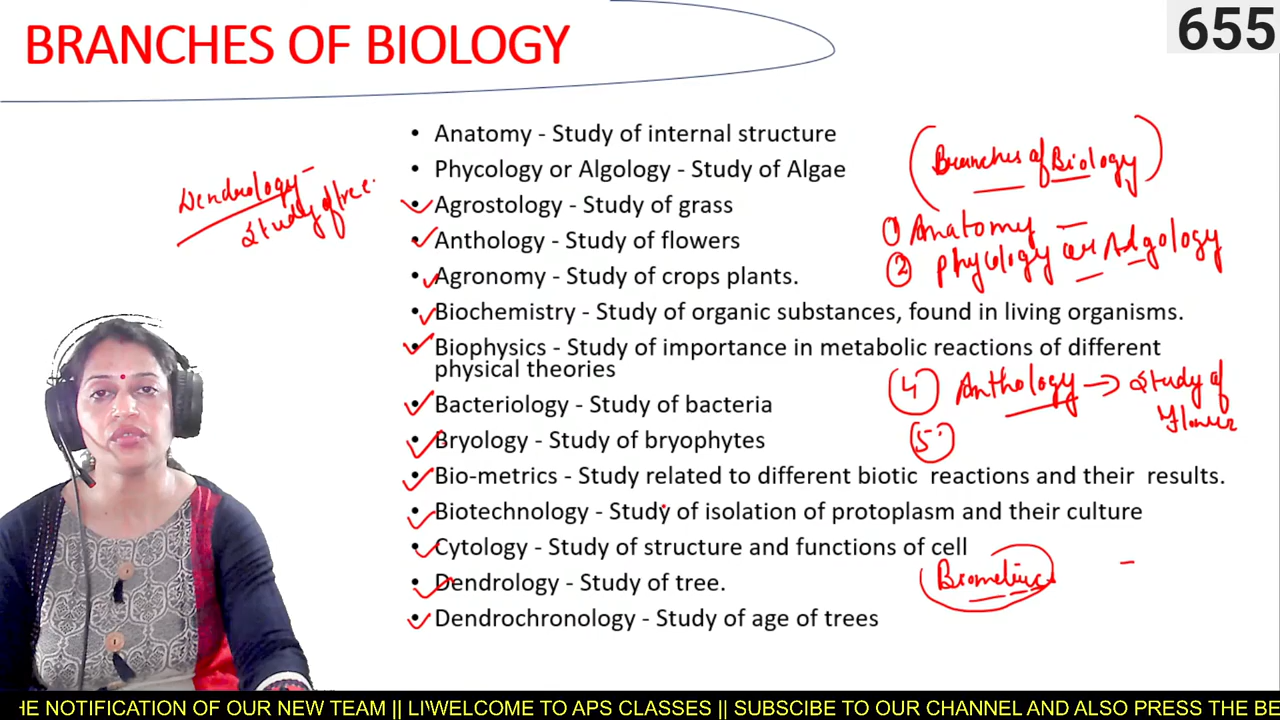 BRANCHES OF BIOLOGY
655
• Anatomy - Study of internal structure
• Phycology or Algology - Study of Algae
• Agrostology - Study of grass
• Anthology - Study of flowers
• Agronomy - Study of crops plants.
• Biochemistry - Study of organic substances, found in living organisms.
• Biophysics - Study of importance in metabolic reactions of different
physical theories
• Bacteriology - Study of bacteria
• Bryology - Study of bryophytes
• Bio-metrics - Study related to different biotic reactions and their results.
• Biotechnology - Study of isolation of protoplasm and their culture
• Cytology - Study of structure and functions of cell
• Dendrology - Study of tree.
• Dendrochronology - Study of age of trees
Dendrology -
Study of tree.
(Branches of Biology)
① Anatomy —
② Phycology or Algology
④ Anthology → Study of
Flower
⑤
Biometrics
HE NOTIFICATION OF OUR NEW TEAM || LI\WELCOME TO APS CLASSES || SUBSCRIBE TO OUR CHANNEL AND ALSO PRESS THE BE